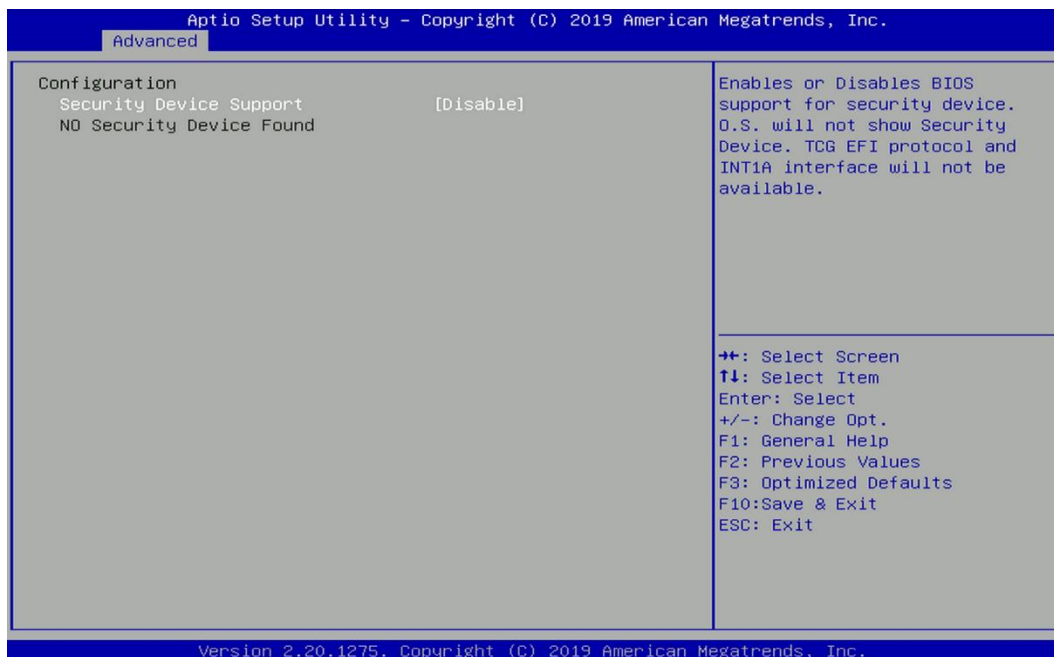 Aptio Setup Utility – Copyright (C) 2019 American Megatrends, Inc.
Advanced
Configuration
Security Device Support [Disable]
NO Security Device Found
Enables or Disables BIOS
support for security device.
O.S. will not show Security
Device. TCG EFI protocol and
INT1A interface will not be
available.
→←: Select Screen
↑↓: Select Item
Enter: Select
+/-: Change Opt.
F1: General Help
F2: Previous Values
F3: Optimized Defaults
F10:Save & Exit
ESC: Exit
Version 2.20.1275. Copyright (C) 2019 American Megatrends, Inc.